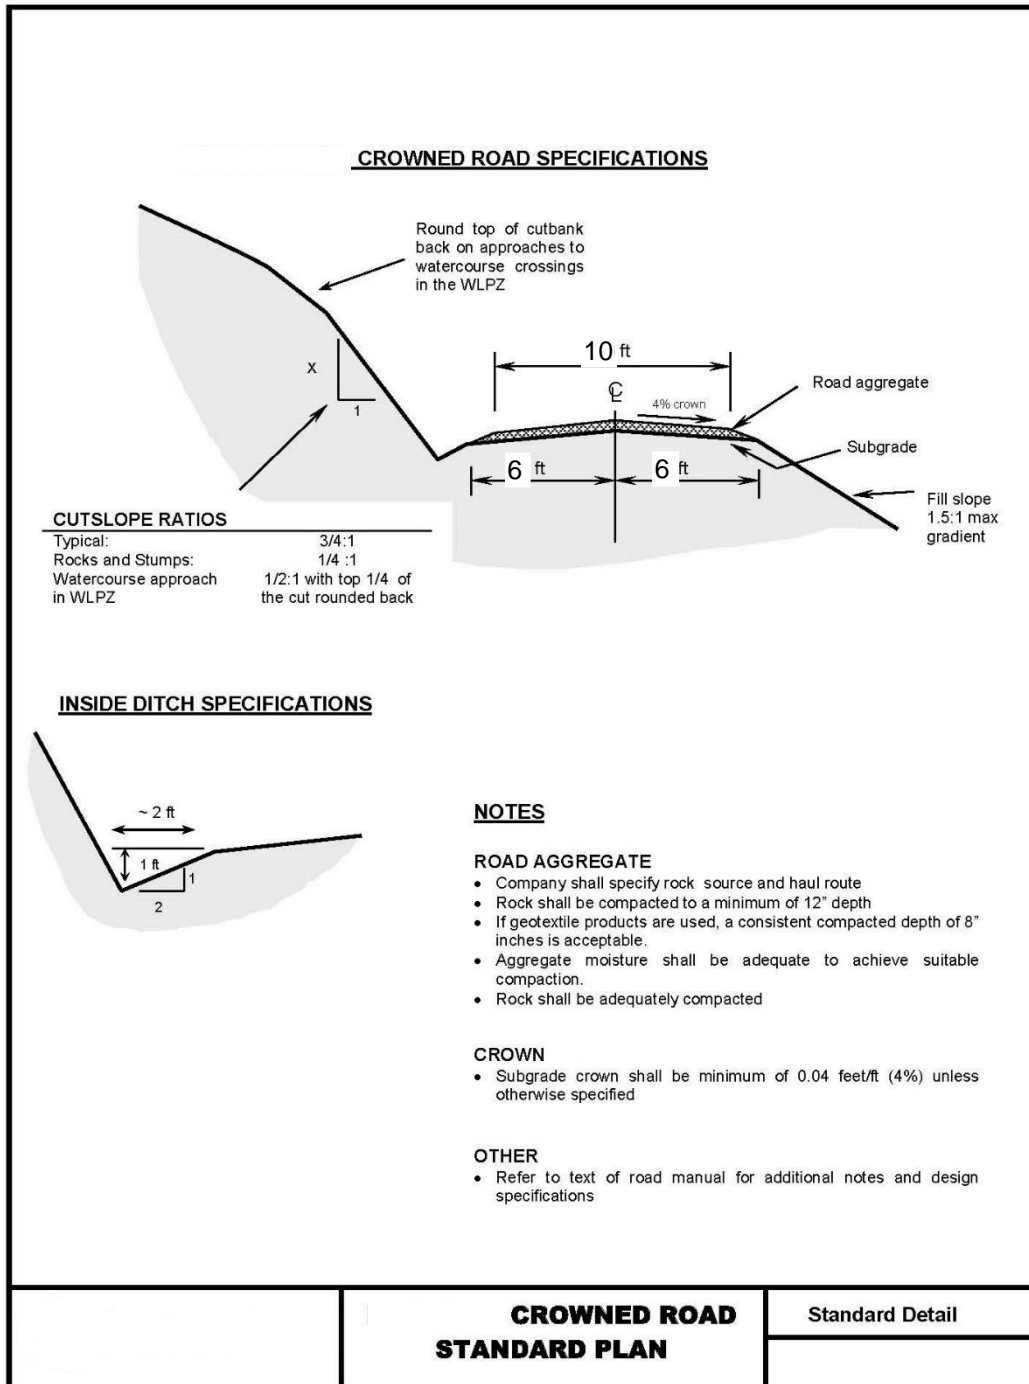 CROWNED ROAD SPECIFICATIONS
Round top of cutbank
back on approaches to
watercourse crossings
in the WLPZ
10 ft
℄
4% crown
Road aggregate
Subgrade
X
1
6 ft
6 ft
Fill slope
1.5:1 max
gradient
CUTSLOPE RATIOS
Typical: 3/4:1
Rocks and Stumps: 1/4 :1
Watercourse approach 1/2:1 with top 1/4 of
in WLPZ the cut rounded back
INSIDE DITCH SPECIFICATIONS
~ 2 ft
1 ft
1
2
NOTES
ROAD AGGREGATE
• Company shall specify rock source and haul route
• Rock shall be compacted to a minimum of 12" depth
• If geotextile products are used, a consistent compacted depth of 8"
inches is acceptable.
• Aggregate moisture shall be adequate to achieve suitable
compaction.
• Rock shall be adequately compacted
CROWN
• Subgrade crown shall be minimum of 0.04 feet/ft (4%) unless
otherwise specified
OTHER
• Refer to text of road manual for additional notes and design
specifications
CROWNED ROAD
STANDARD PLAN
Standard Detail